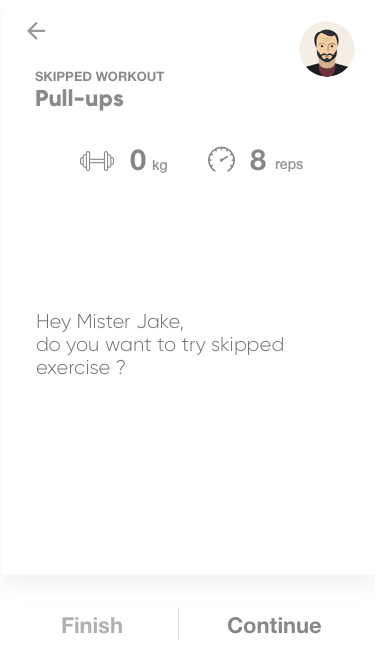 SKIPPED WORKOUT
Pull-ups
0 kg 8 reps
Hey Mister Jake,
do you want to try skipped
exercise ?
Finish Continue